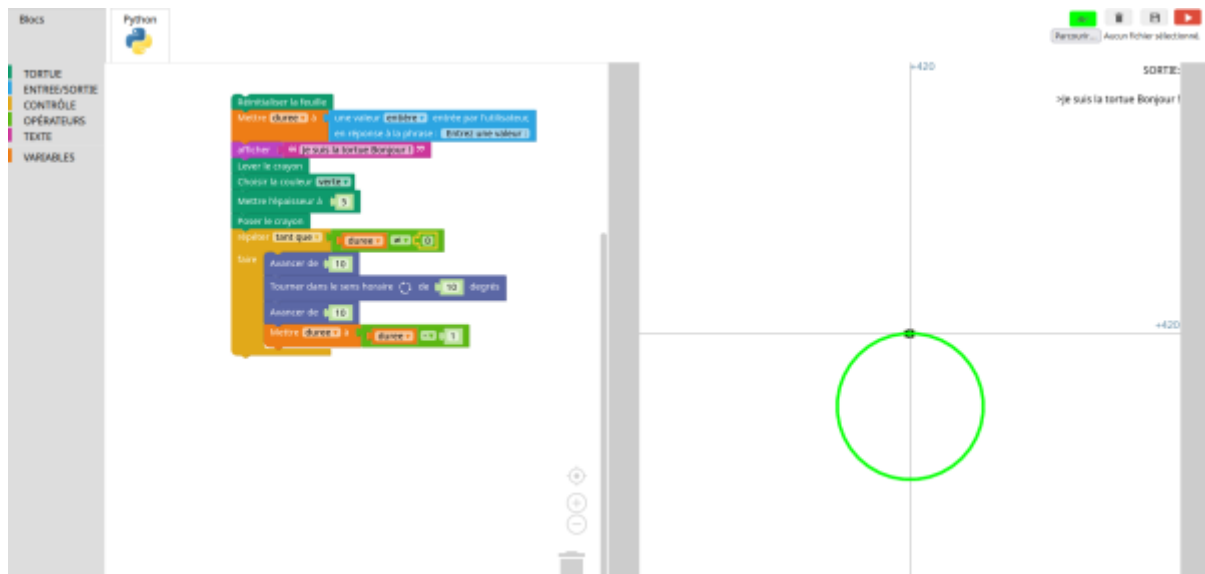 Blocs
Python
Parcourir... Aucun fichier sélectionné.
TORTUE
ENTREE/SORTIE
CONTRÔLE
OPÉRATEURS
TEXTE
VARIABLES
Réinitialiser la feuille
Mettre duree à une valeur entière entrée par l'utilisateur,
en réponse à la phrase : Entrez une valeur :
afficher “ je suis la tortue Bonjour ! ”
Lever le crayon
Choisir la couleur verte
Mettre l'épaisseur à 5
Poser le crayon
répéter tant que duree ≠ 0
faire
Avancer de 10
Tourner dans le sens horaire de 10 degrés
Avancer de 10
Mettre duree à duree - 1
+420
SORTIE:
>je suis la tortue Bonjour !
+420